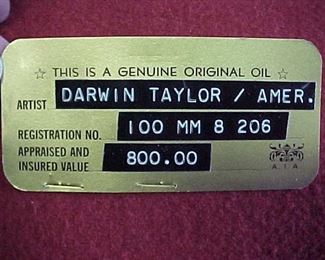 ☆ THIS IS A GENUINE ORIGINAL OIL ☆
ARTIST DARWIN TAYLOR / AMER.
REGISTRATION NO. 100 MM 8 206
APPRAISED AND
INSURED VALUE 800.00
A I A